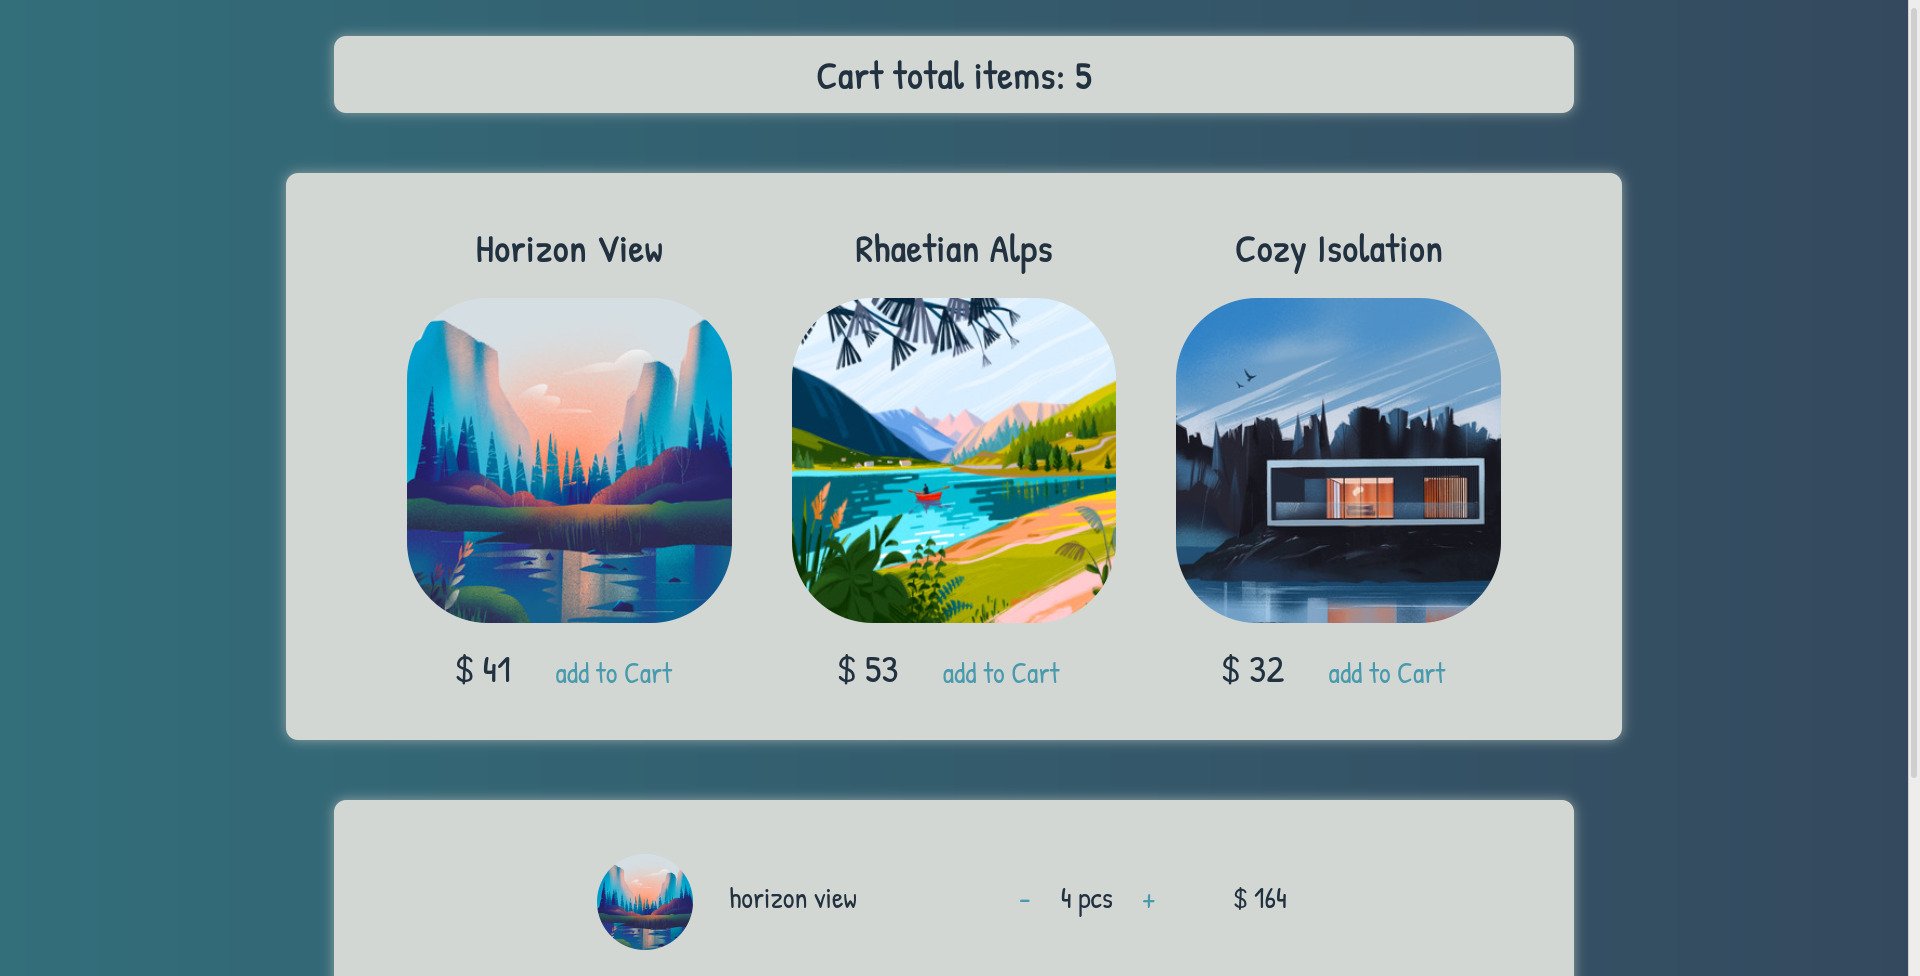 Cart total items: 5
Horizon View
Rhaetian Alps
Cozy Isolation
$ 41 add to Cart
$ 53 add to Cart
$ 32 add to Cart
horizon view - 4 pcs + $ 164